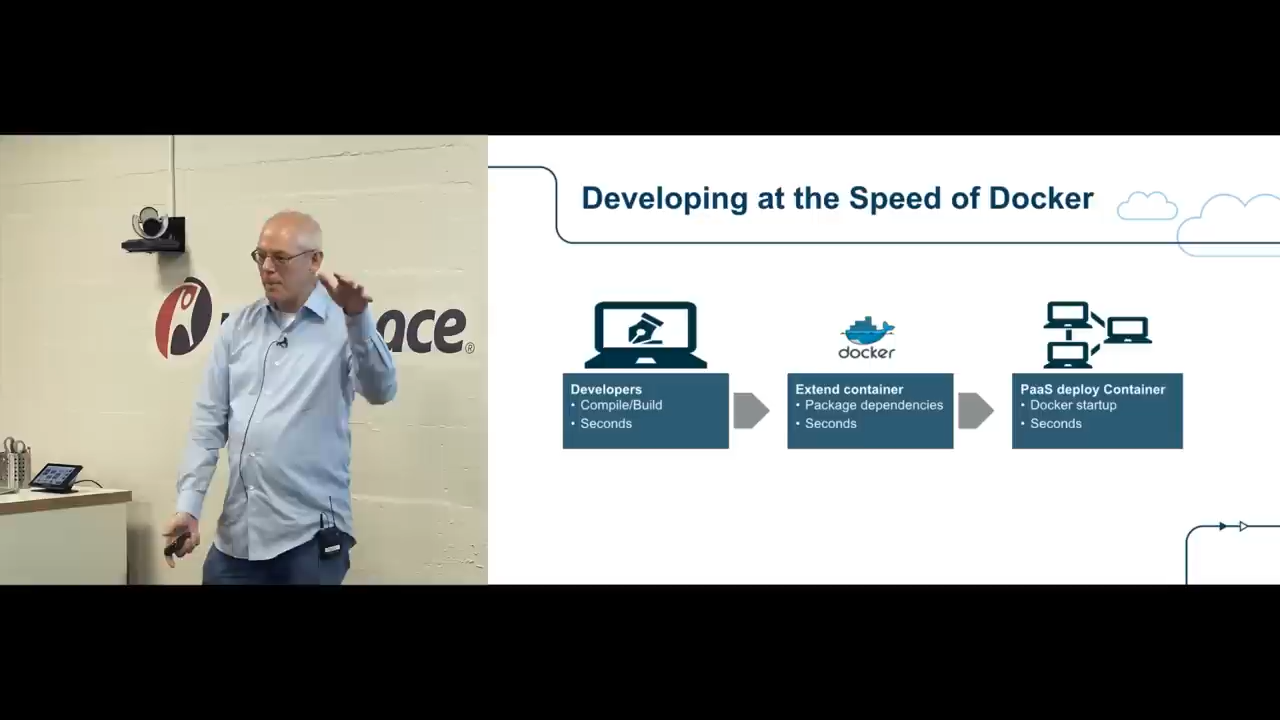 Developing at the Speed of Docker
docker
Developers
• Compile/Build
• Seconds
Extend container
• Package dependencies
• Seconds
PaaS deploy Container
• Docker startup
• Seconds